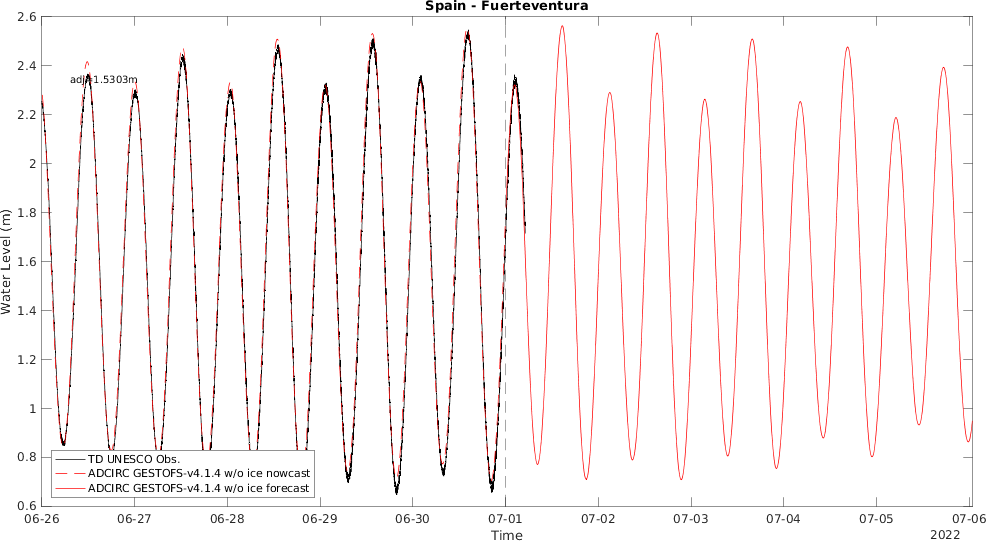 Spain - Fuerteventura
2.6
2.4
adj=1.5303m
2.2
2
1.8
1.6
1.4
1.2
1
0.8
0.6
Water Level (m)
TD UNESCO Obs.
ADCIRC GESTOFS-v4.1.4 w/o ice nowcast
ADCIRC GESTOFS-v4.1.4 w/o ice forecast
06-26 06-27 06-28 06-29 06-30 07-01 07-02 07-03 07-04 07-05 07-06
Time
2022